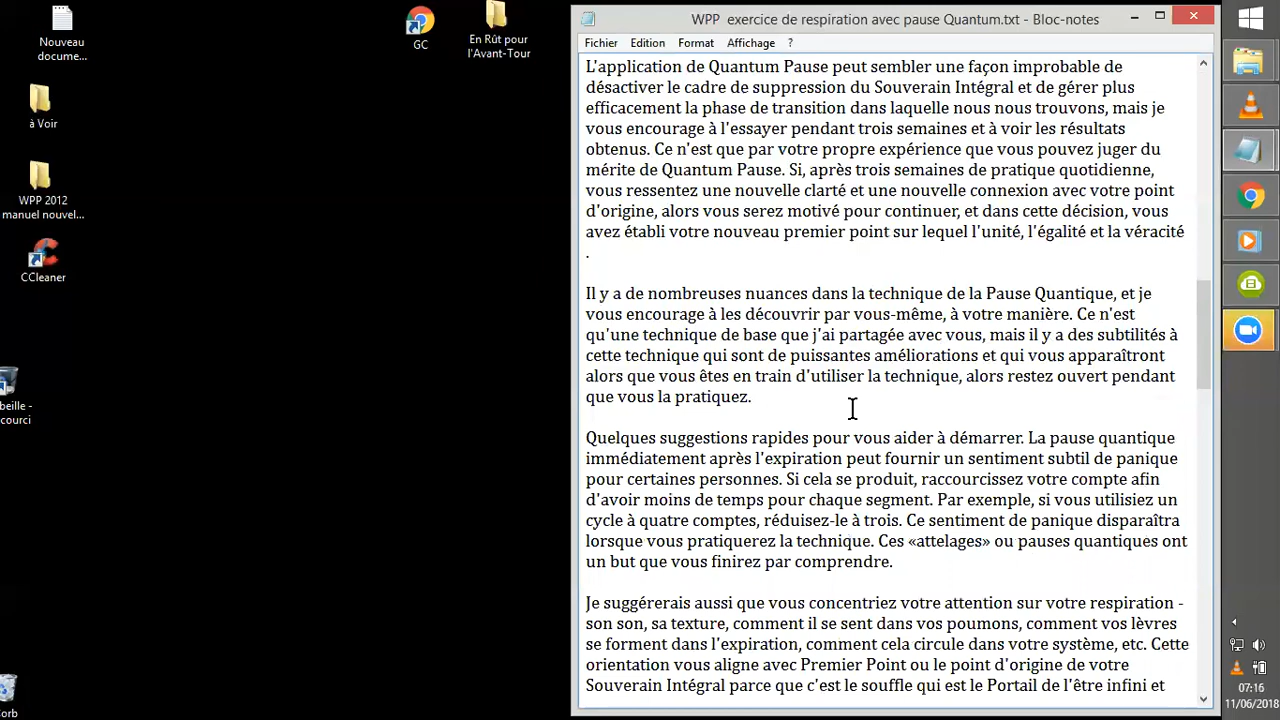 Nouveau
docume...
à Voir
WPP 2012
manuel nouvel...
CCleaner
beille -
courci
Corb
GC
En Rût pour
l'Avant-Tour
WPP exercice de respiration avec pause Quantum.txt - Bloc-notes
Fichier Edition Format Affichage ?
L'application de Quantum Pause peut sembler une façon improbable de
désactiver le cadre de suppression du Souverain Intégral et de gérer plus
efficacement la phase de transition dans laquelle nous nous trouvons, mais je
vous encourage à l'essayer pendant trois semaines et à voir les résultats
obtenus. Ce n'est que par votre propre expérience que vous pouvez juger du
mérite de Quantum Pause. Si, après trois semaines de pratique quotidienne,
vous ressentez une nouvelle clarté et une nouvelle connexion avec votre point
d'origine, alors vous serez motivé pour continuer, et dans cette décision, vous
avez établi votre nouveau premier point sur lequel l'unité, l'égalité et la véracité
.
Il y a de nombreuses nuances dans la technique de la Pause Quantique, et je
vous encourage à les découvrir par vous-même, à votre manière. Ce n'est
qu'une technique de base que j'ai partagée avec vous, mais il y a des subtilités à
cette technique qui sont de puissantes améliorations et qui vous apparaîtront
alors que vous êtes en train d'utiliser la technique, alors restez ouvert pendant
que vous la pratiquez.
Quelques suggestions rapides pour vous aider à démarrer. La pause quantique
immédiatement après l'expiration peut fournir un sentiment subtil de panique
pour certaines personnes. Si cela se produit, raccourcissez votre compte afin
d'avoir moins de temps pour chaque segment. Par exemple, si vous utilisiez un
cycle à quatre comptes, réduisez-le à trois. Ce sentiment de panique disparaîtra
lorsque vous pratiquerez la technique. Ces «attelages» ou pauses quantiques ont
un but que vous finirez par comprendre.
Je suggérerais aussi que vous concentriez votre attention sur votre respiration -
son son, sa texture, comment il se sent dans vos poumons, comment vos lèvres
se forment dans l'expiration, comment cela circule dans votre système, etc. Cette
orientation vous aligne avec Premier Point ou le point d'origine de votre
Souverain Intégral parce que c'est le souffle qui est le Portail de l'être infini et
07:16
11/06/2018